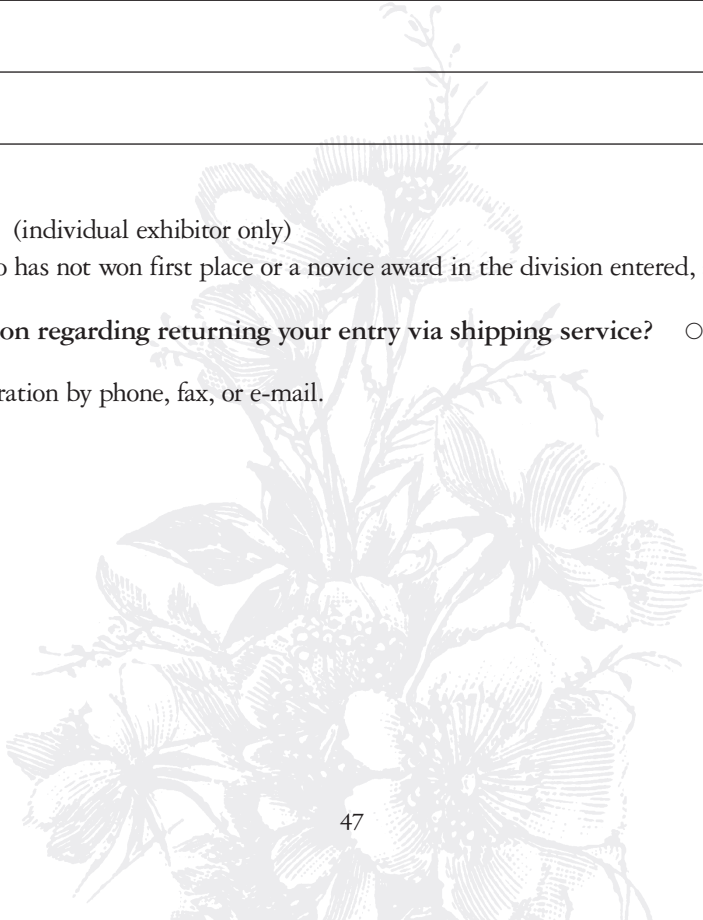 (individual exhibitor only)
o has not won first place or a novice award in the division entered,
on regarding returning your entry via shipping service? ○
ration by phone, fax, or e-mail.
47